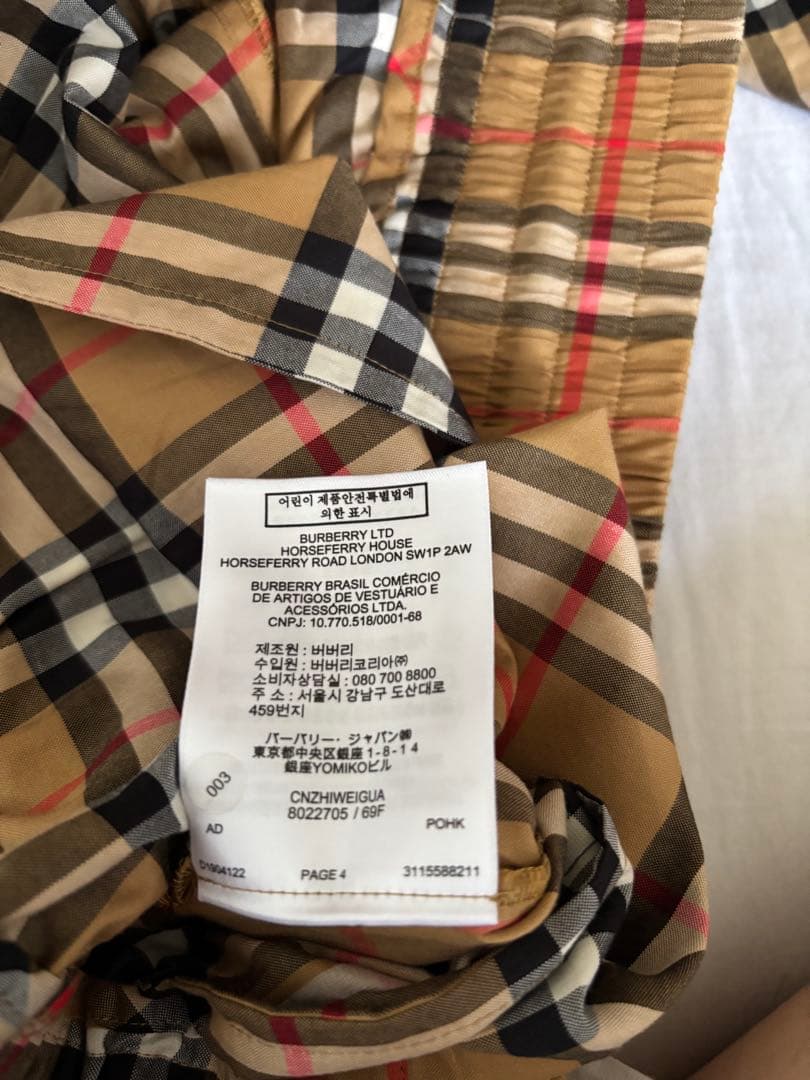 어린이 제품안전특별법에
의한 표시
BURBERRY LTD
HORSEFERRY HOUSE
HORSEFERRY ROAD LONDON SW1P 2AW
BURBERRY BRASIL COMÉRCIO
DE ARTIGOS DE VESTUÁRIO E
ACESSÓRIOS LTDA.
CNPJ: 10.770.518/0001-68
제조원 : 버버리
수입원 : 버버리코리아㈜
소비자상담실 : 080 700 8800
주 소 : 서울시 강남구 도산대로
459번지
バーバリー・ジャパン㈱
東京都中央区銀座1-8-14
銀座YOMIKOビル
003
CNZHIWEIGUA
8022705 / 69F
AD POHK
D1904122 PAGE 4 3115588211